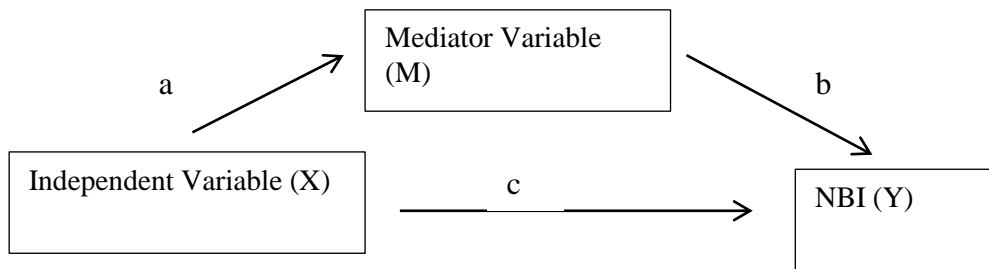 Mediator Variable
(M)
a
b
Independent Variable (X)
c
NBI (Y)